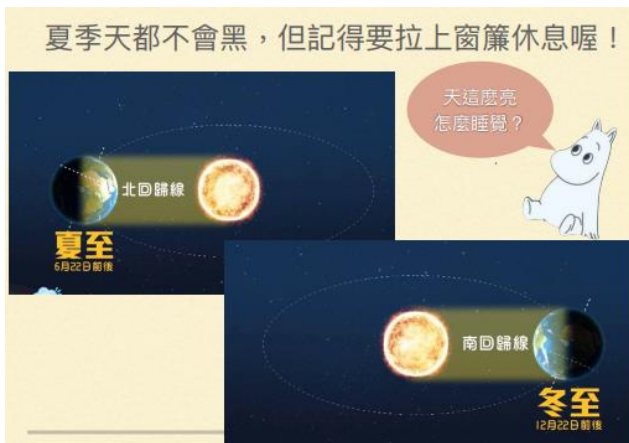 夏季天都不會黑，但記得要拉上窗簾休息喔！
天這麼亮
怎麼睡覺？
北回歸線
夏至
6月22日前後
南回歸線
冬至
12月22日前後